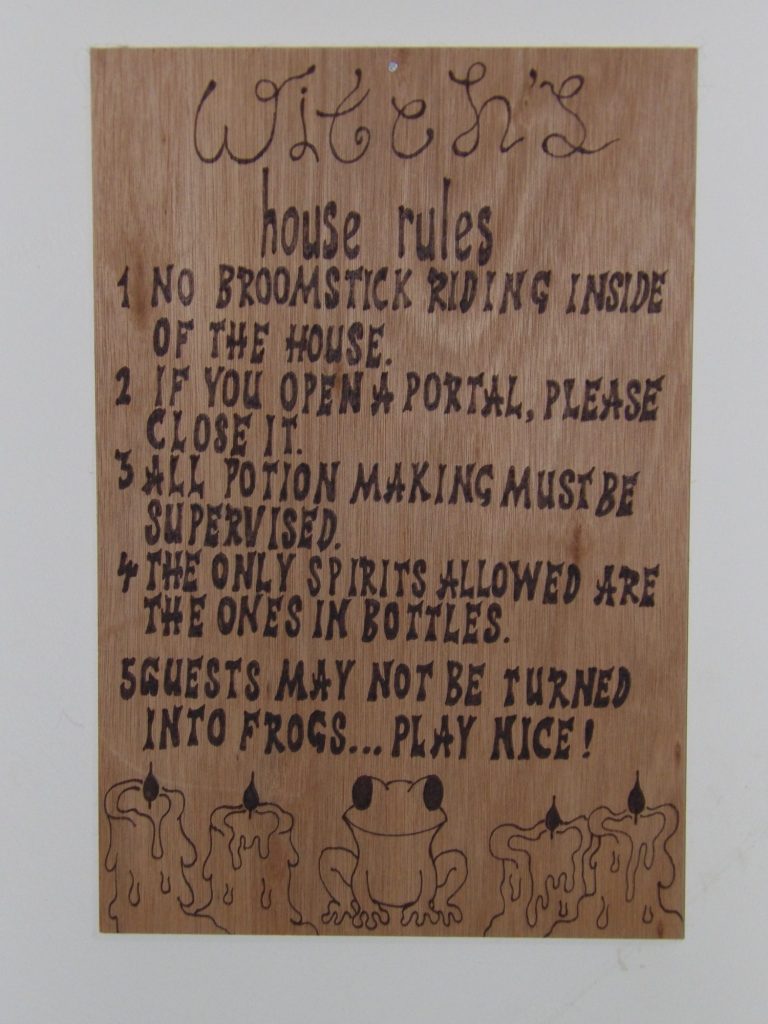 Witch's
house rules
1 NO BROOMSTICK RIDING INSIDE
OF THE HOUSE.
2 IF YOU OPEN A PORTAL, PLEASE
CLOSE IT.
3 ALL POTION MAKING MUST BE
SUPERVISED.
4 THE ONLY SPIRITS ALLOWED ARE
THE ONES IN BOTTLES.
5 GUESTS MAY NOT BE TURNED
INTO FROGS... PLAY NICE!